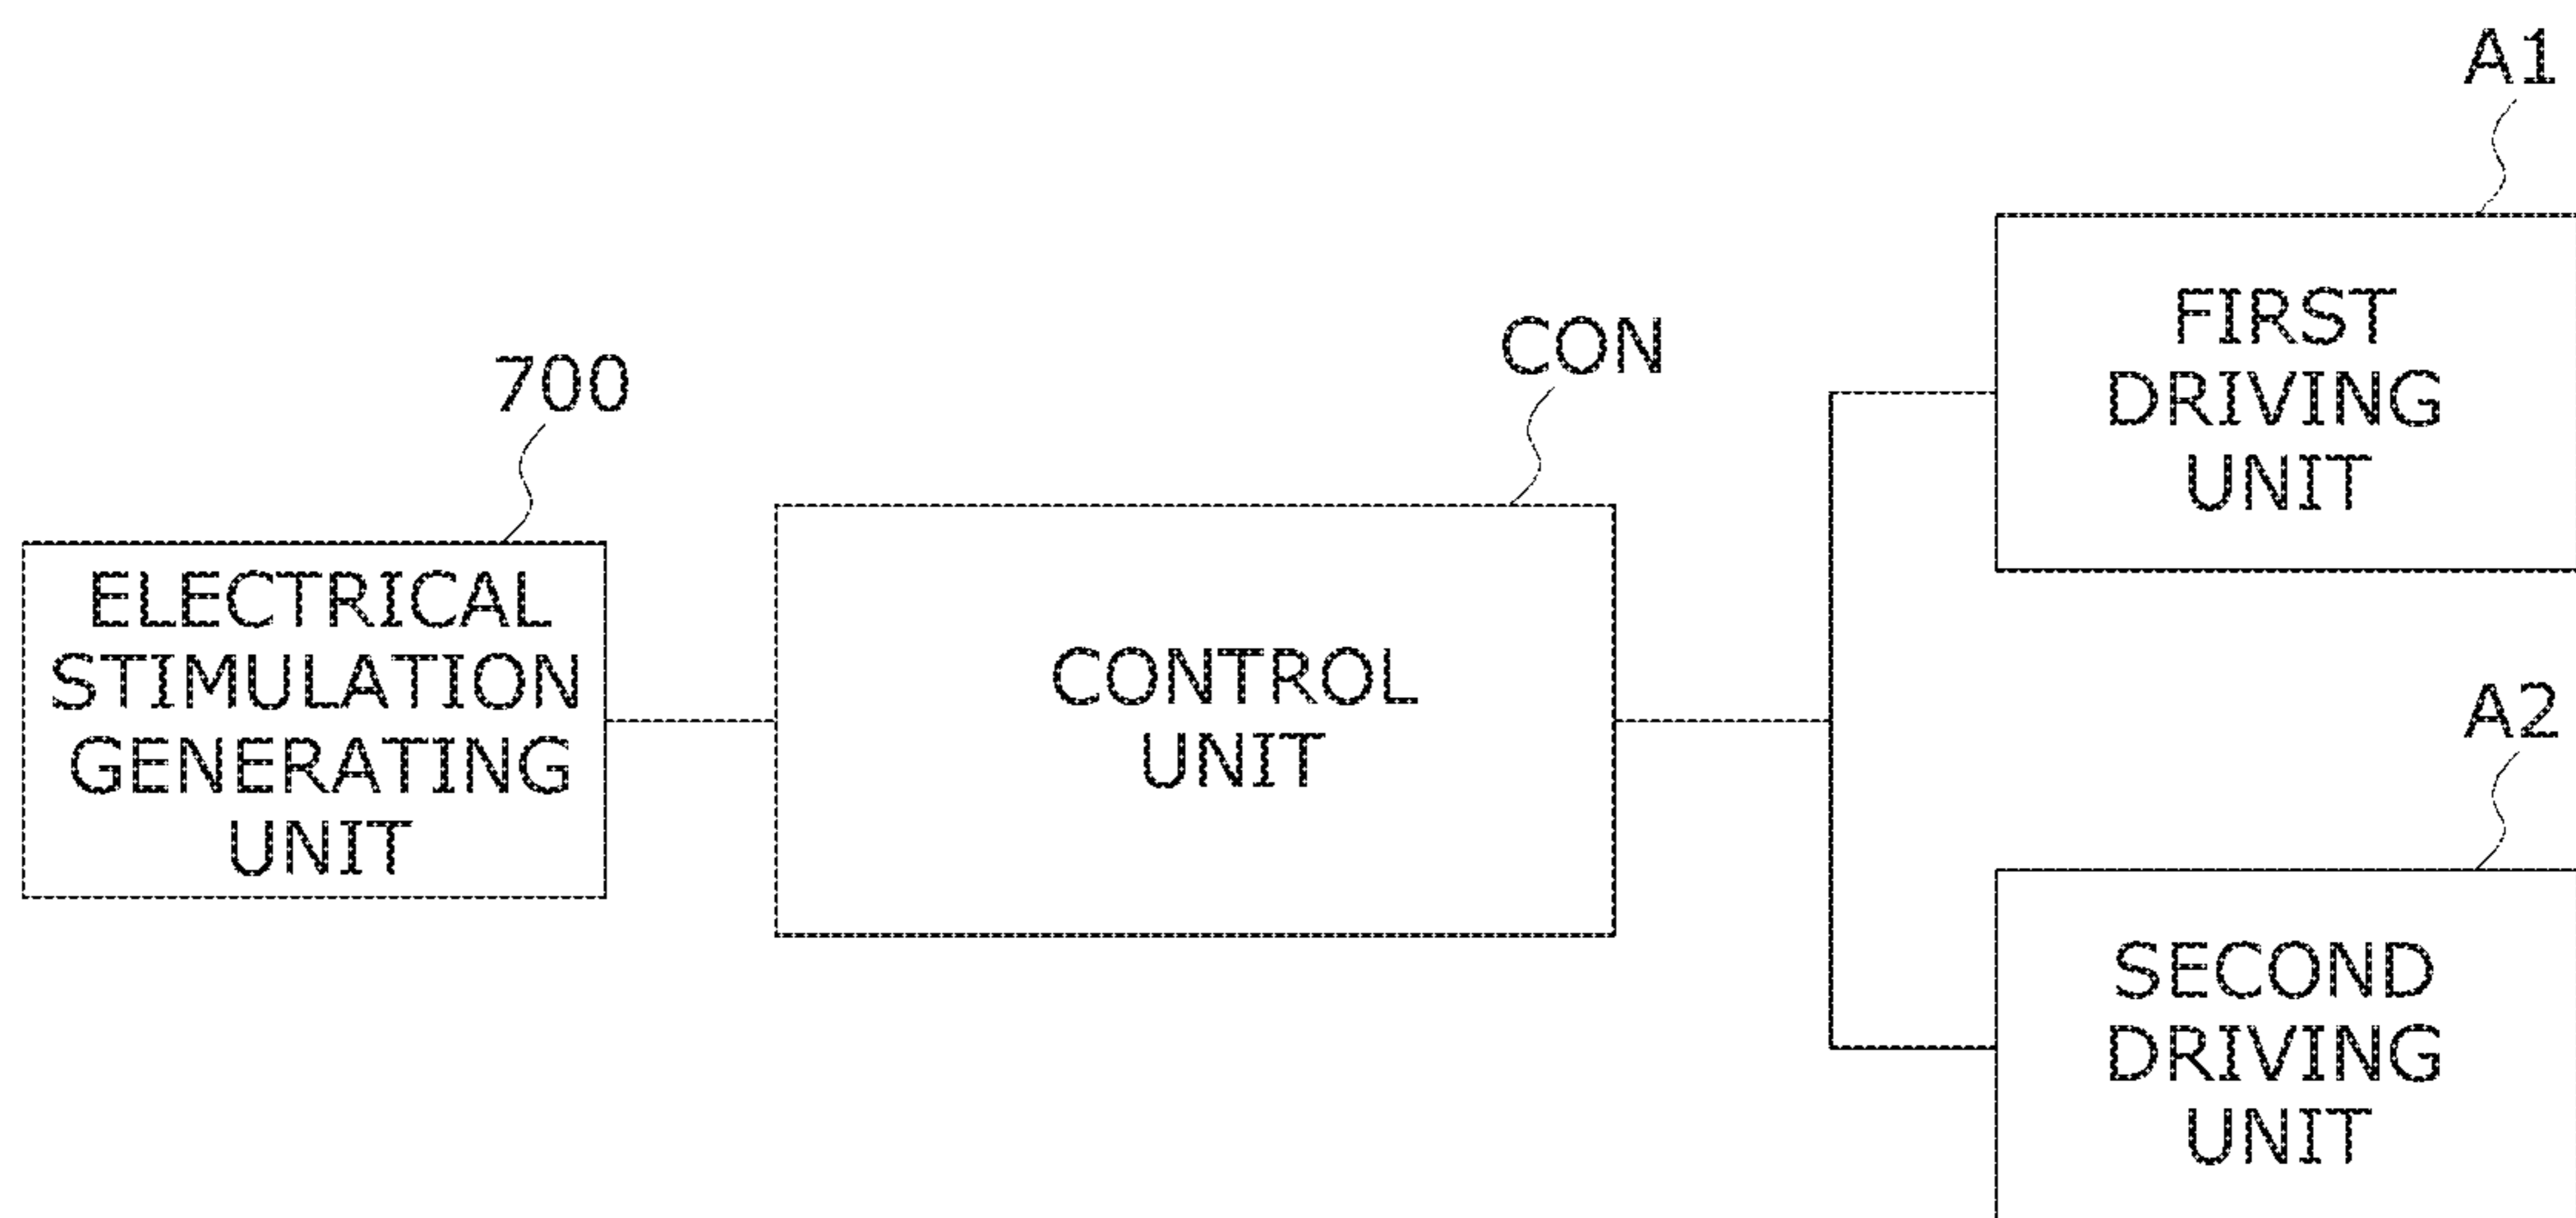 700
ELECTRICAL
STIMULATION
GENERATING
UNIT
CON
CONTROL
UNIT
A1
FIRST
DRIVING
UNIT
A2
SECOND
DRIVING
UNIT